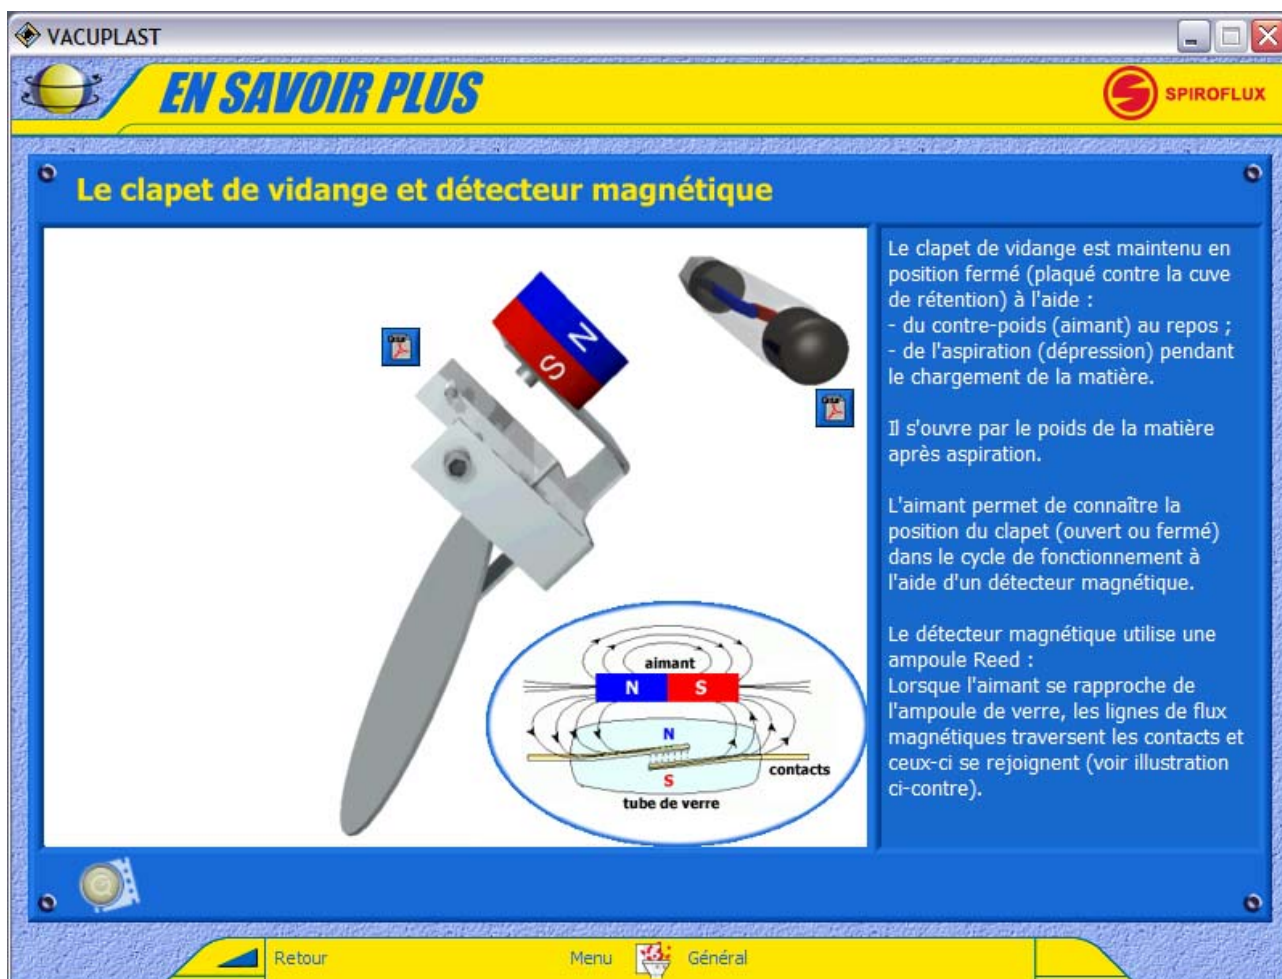 VACUPLAST
EN SAVOIR PLUS
SPIROFLUX
Le clapet de vidange et détecteur magnétique
N
S
aimant
N S
N
S
contacts
tube de verre
Le clapet de vidange est maintenu en
position fermé (plaqué contre la cuve
de rétention) à l'aide :
- du contre-poids (aimant) au repos ;
- de l'aspiration (dépression) pendant
le chargement de la matière.
Il s'ouvre par le poids de la matière
après aspiration.
L'aimant permet de connaître la
position du clapet (ouvert ou fermé)
dans le cycle de fonctionnement à
l'aide d'un détecteur magnétique.
Le détecteur magnétique utilise une
ampoule Reed :
Lorsque l'aimant se rapproche de
l'ampoule de verre, les lignes de flux
magnétiques traversent les contacts et
ceux-ci se rejoignent (voir illustration
ci-contre).
Retour
Menu Général